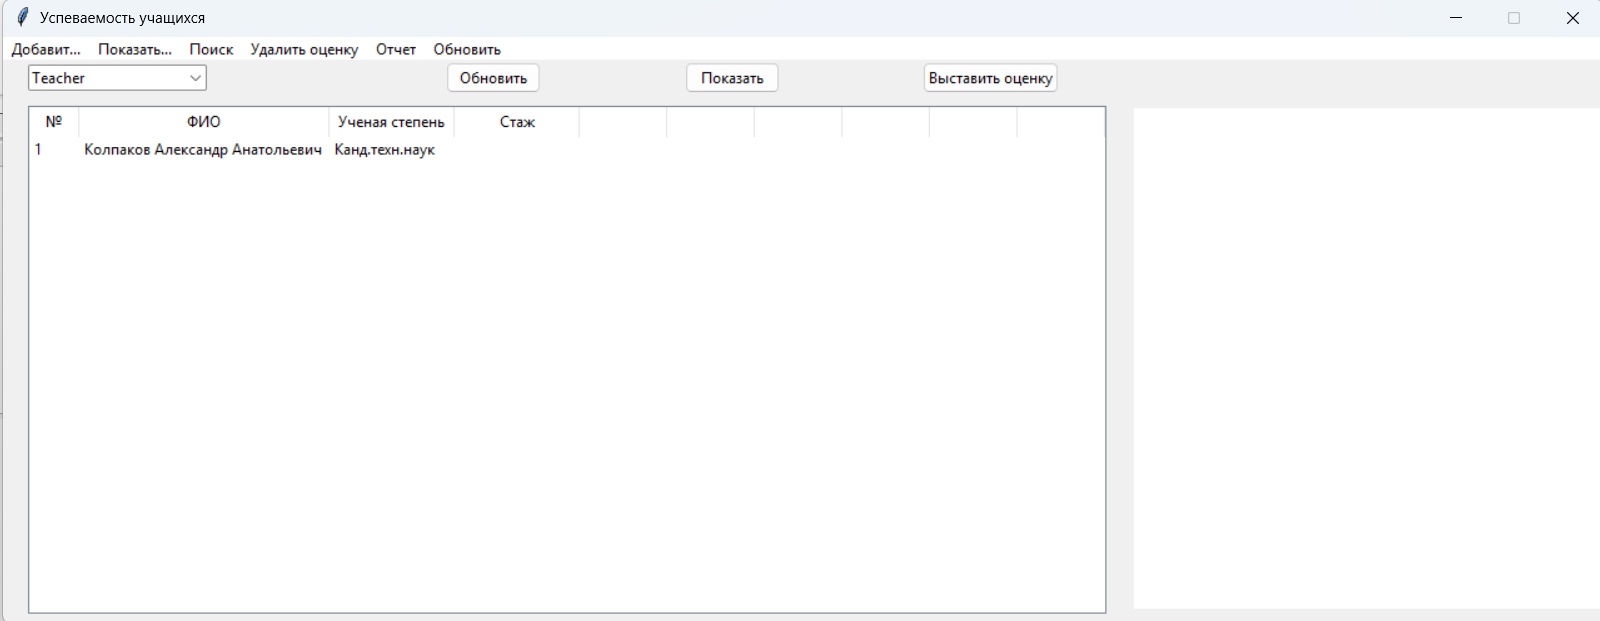 Успеваемость учащихся
Добавит... Показать... Поиск Удалить оценку Отчет Обновить
Teacher Обновить Показать Выставить оценку
№ ФИО Ученая степень Стаж
1 Колпаков Александр Анатольевич Канд.техн.наук